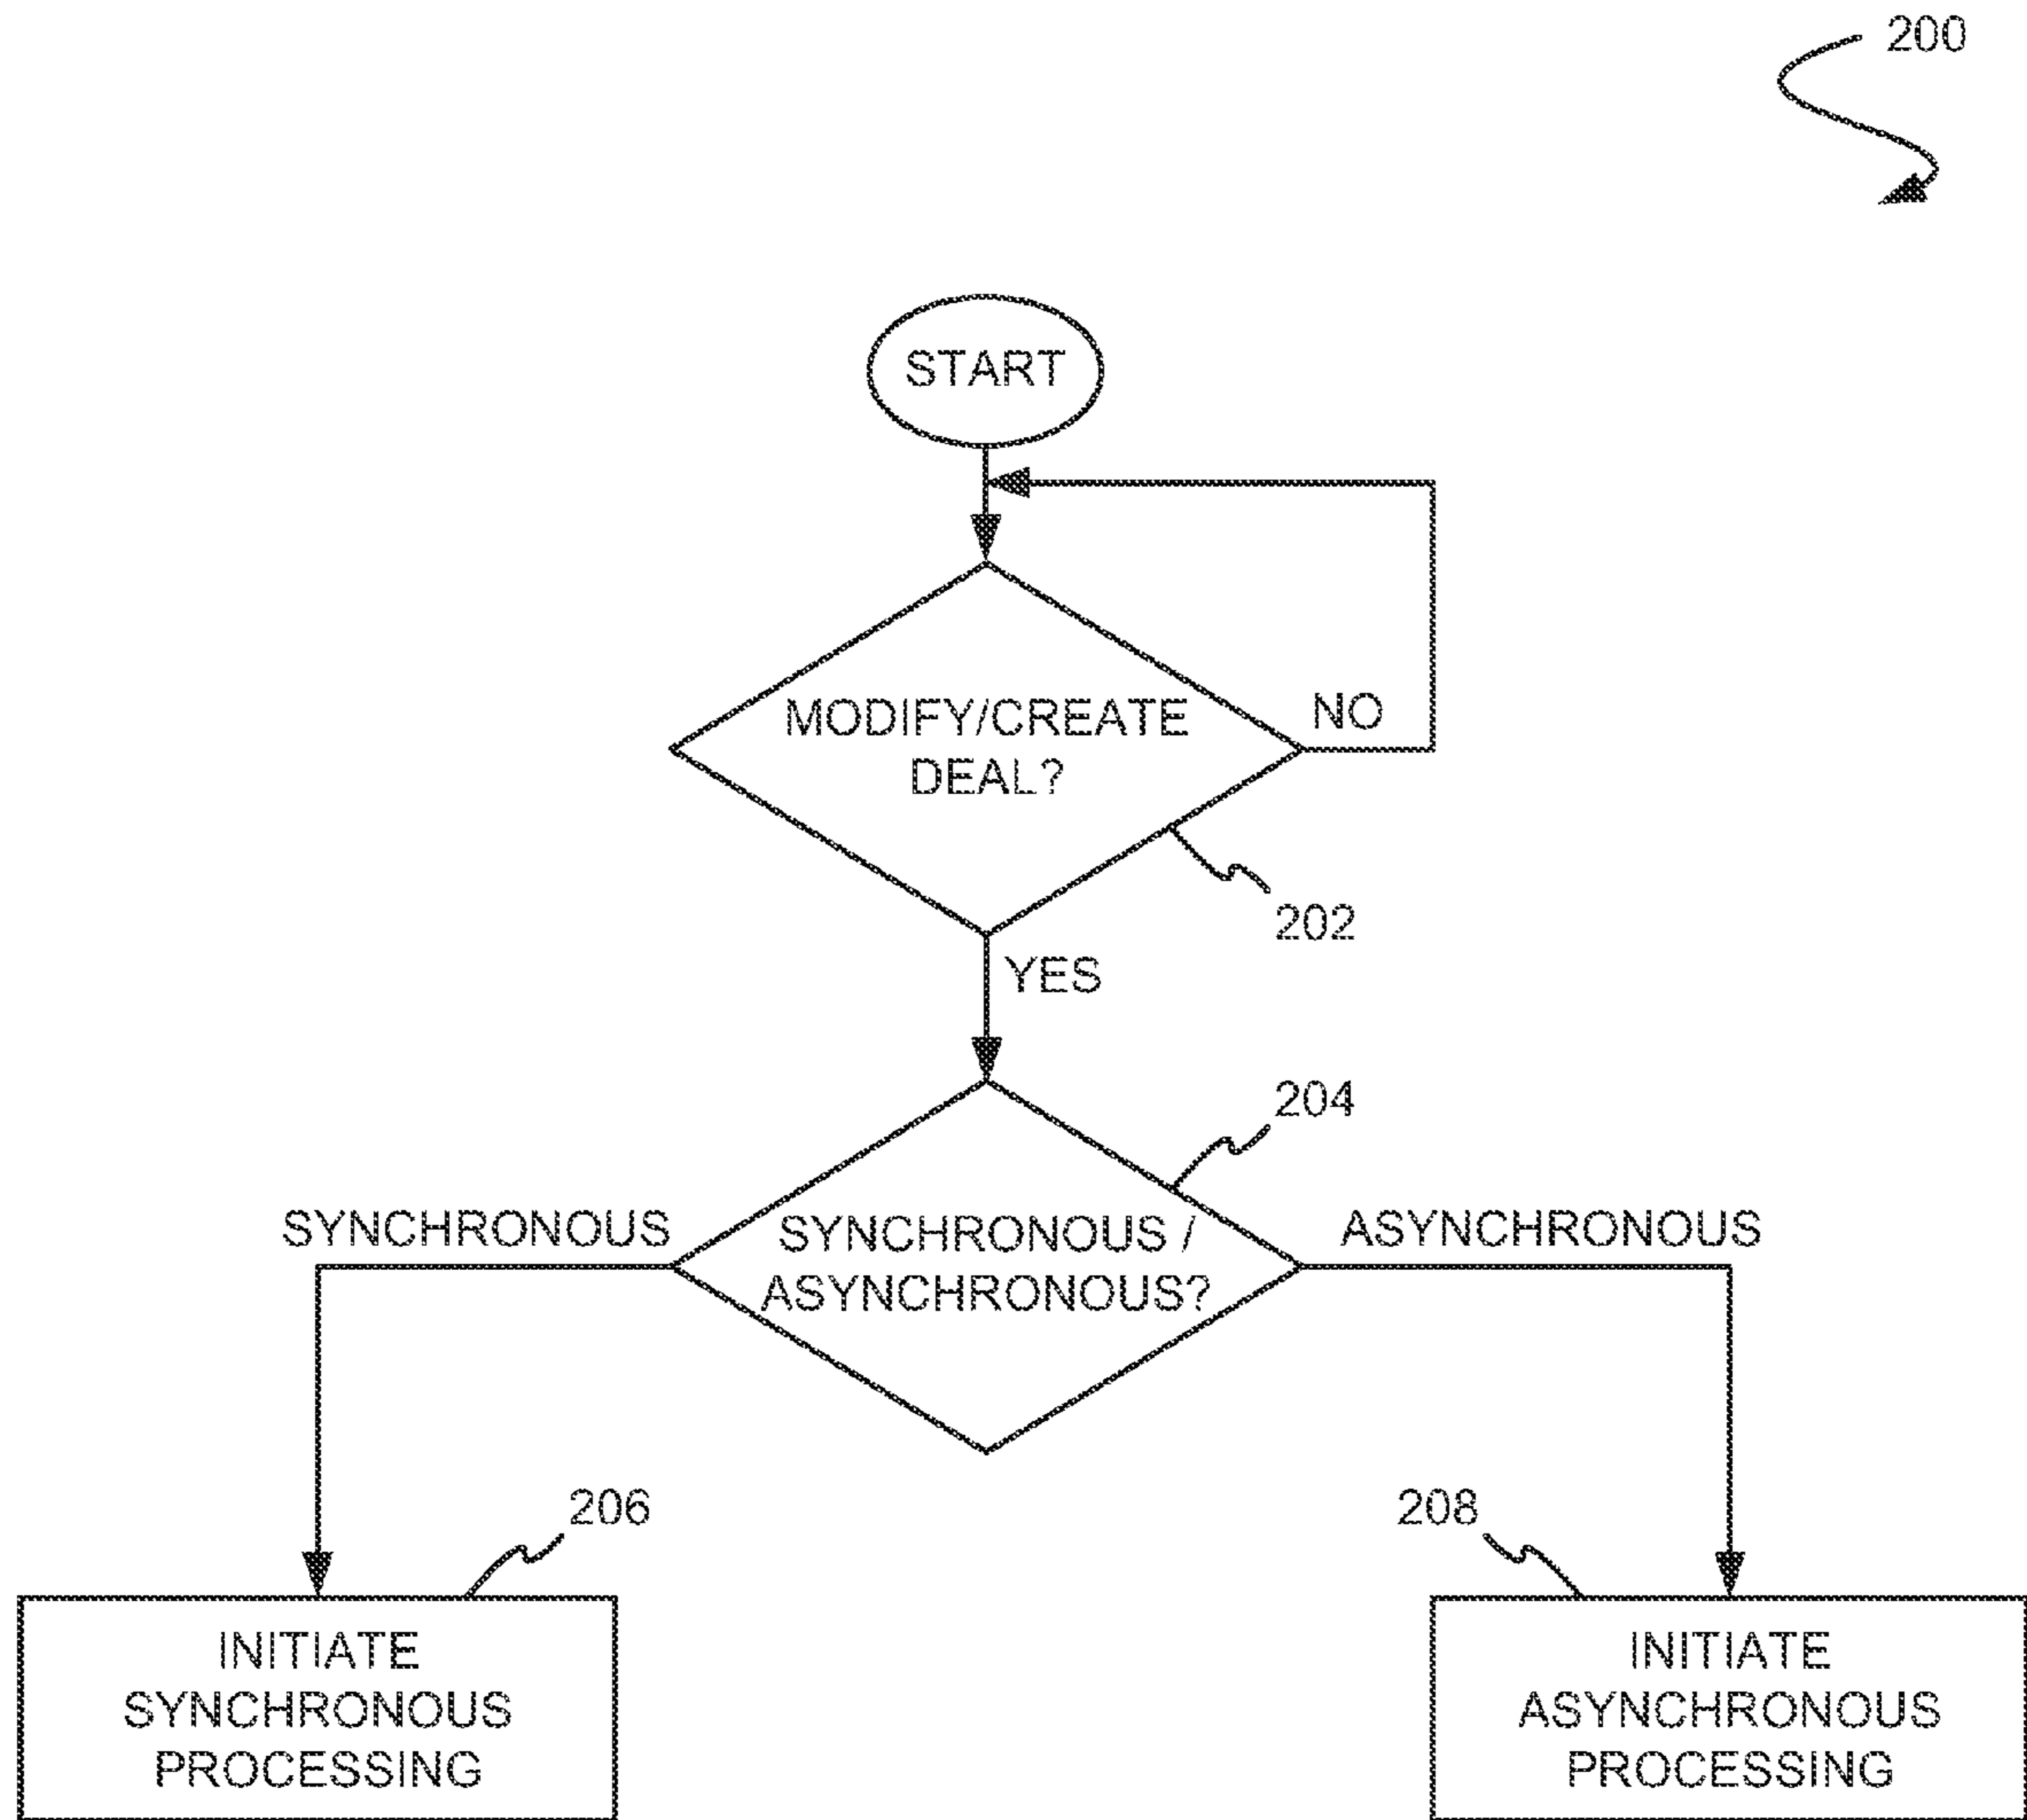 200
START
MODIFY/CREATE
DEAL?
NO
202
YES
204
SYNCHRONOUS
SYNCHRONOUS /
ASYNCHRONOUS?
ASYNCHRONOUS
206
208
INITIATE
SYNCHRONOUS
PROCESSING
INITIATE
ASYNCHRONOUS
PROCESSING